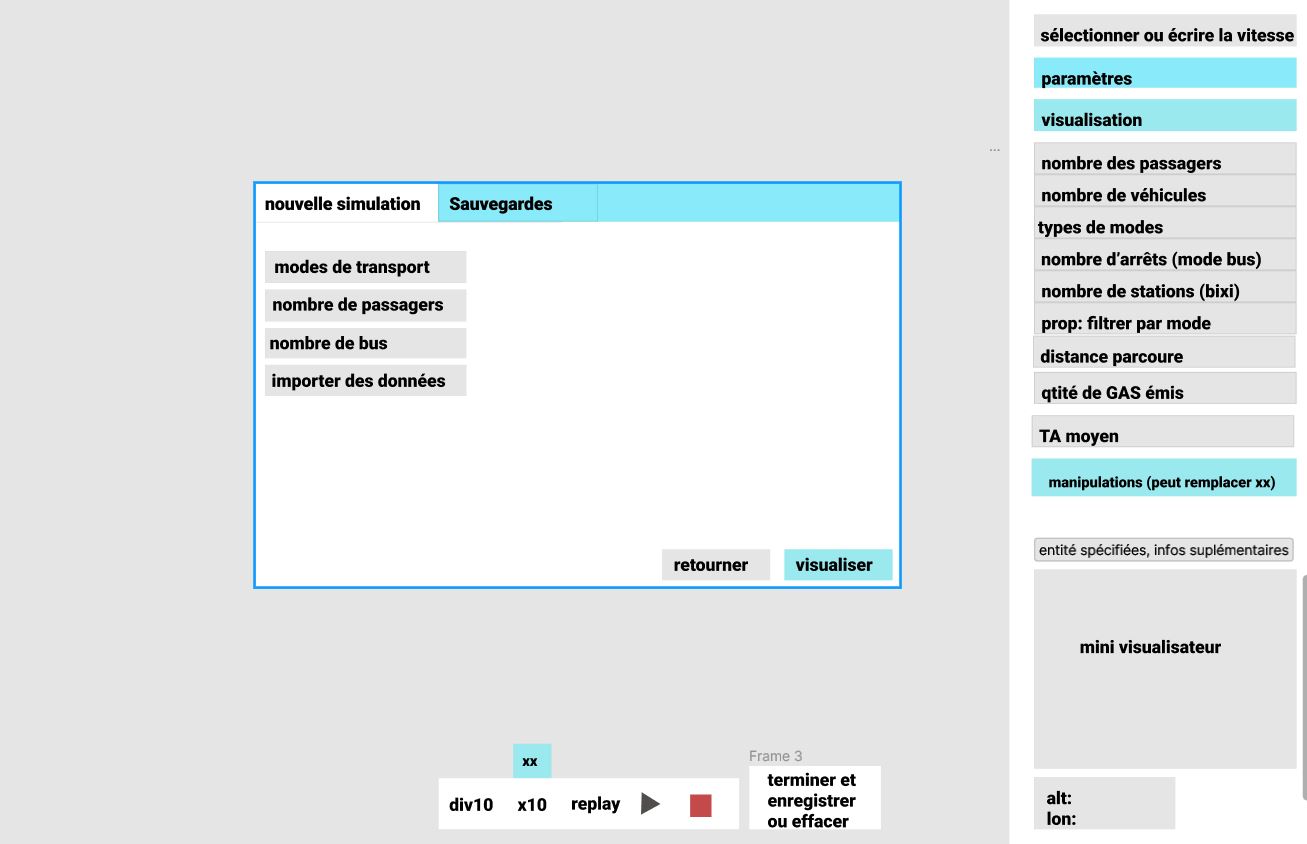 nouvelle simulation
Sauvegardes
modes de transport
nombre de passagers
nombre de bus
importer des données
retourner
visualiser
xx
div10
x10
replay
Frame 3
terminer et
enregistrer
ou effacer
...
sélectionner ou écrire la vitesse
paramètres
visualisation
nombre des passagers
nombre de véhicules
types de modes
nombre d'arrêts (mode bus)
nombre de stations (bixi)
prop: filtrer par mode
distance parcoure
qtité de GAS émis
TA moyen
manipulations (peut remplacer xx)
entité spécifiées, infos suplémentaires
mini visualisateur
alt:
lon: